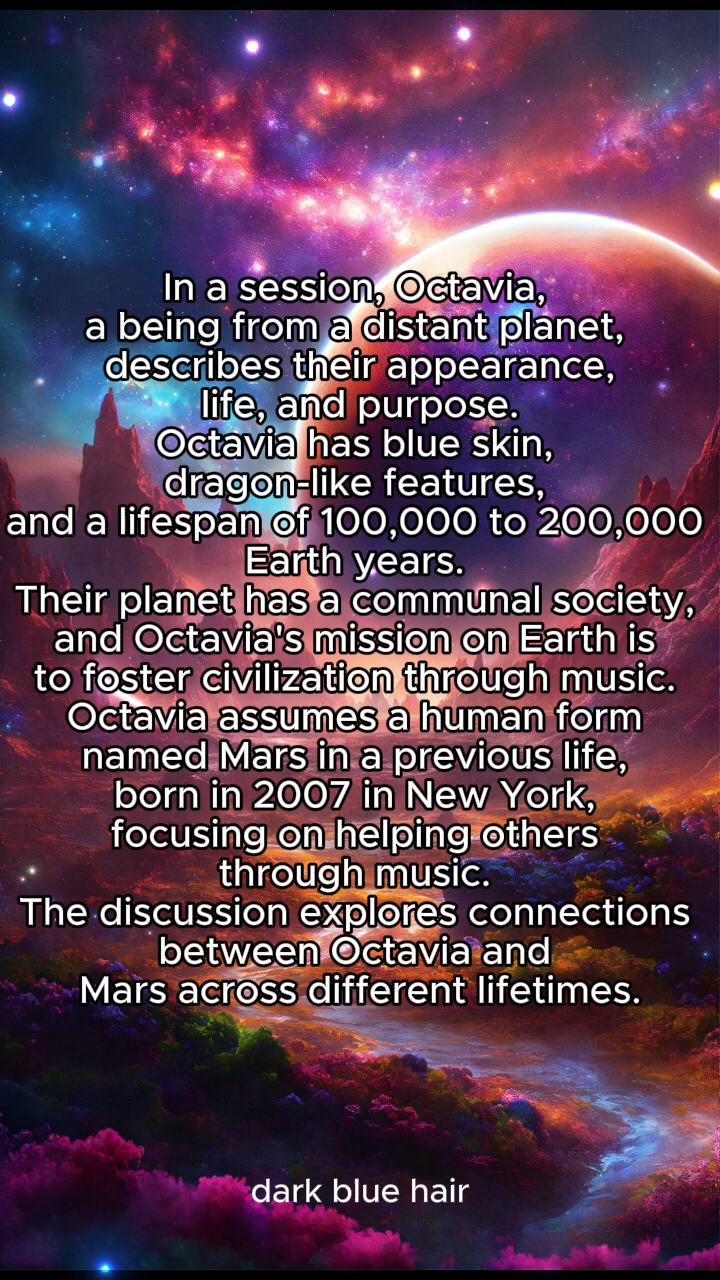 In a session, Octavia,
a being from a distant planet,
describes their appearance,
life, and purpose.
Octavia has blue skin,
dragon-like features,
and a lifespan of 100,000 to 200,000
Earth years.
Their planet has a communal society,
and Octavia's mission on Earth is
to foster civilization through music.
Octavia assumes a human form
named Mars in a previous life,
born in 2007 in New York,
focusing on helping others
through music.
The discussion explores connections
between Octavia and
Mars across different lifetimes.
dark blue hair